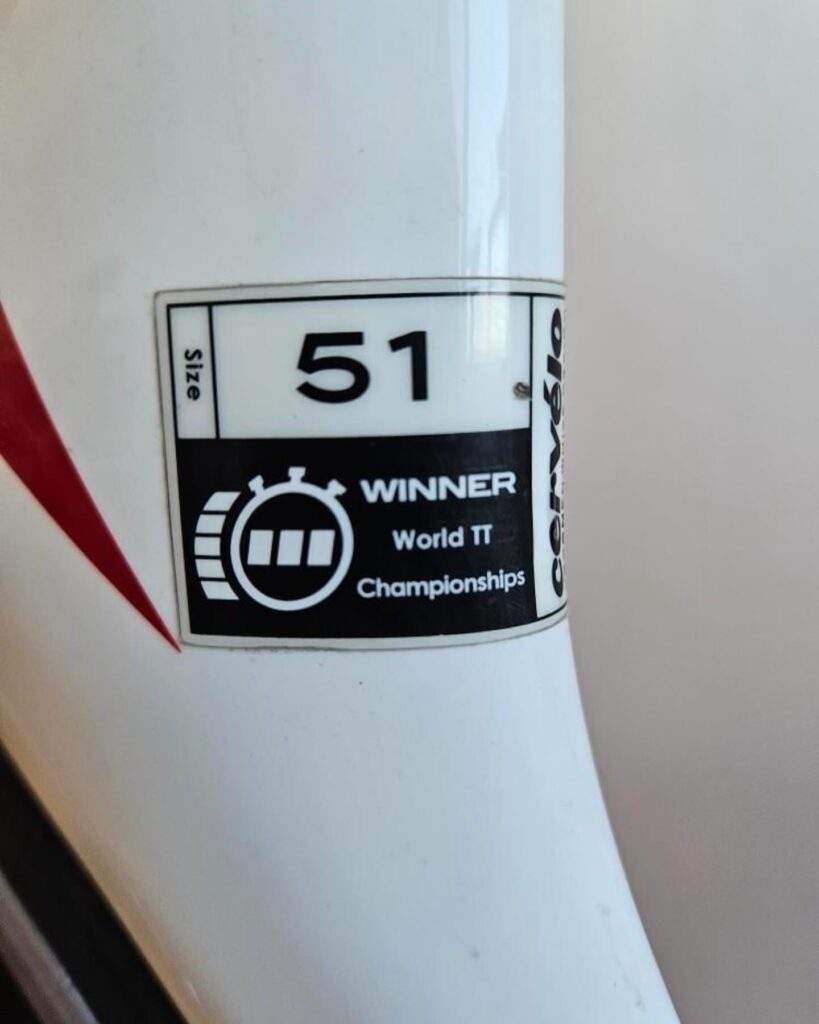 Size
51
WINNER
World TT
Championships
cervélo